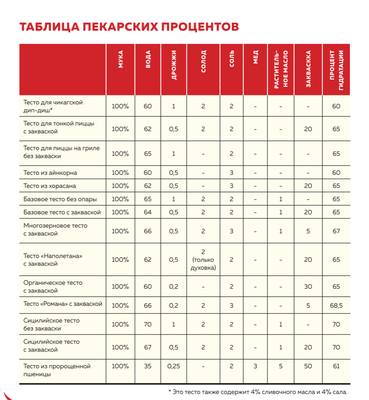 ТАБЛИЦА ПЕКАРСКИХ ПРОЦЕНТОВ
МУКА ВОДА ДРОЖЖИ СОЛОД СОЛЬ МЕД РАСТИТЕЛЬ-
НОЕ МАСЛО ЗАКВАСКИА ПРОЦЕНТ
ГИДРАТАЦИИ
Тесто для чикагской
дип-диш* 100% 60 1 2 2 - - - 60
Тесто для тонкой пиццы
с закваской 100% 62 0,5 2 2 - - 20 65
Тесто для пиццы на гриле
без закваски 100% 65 1 - 2 - - - 65
Тесто из айнкорна 100% 60 0,5 - 3 - - - 60
Тесто из хорасана 100% 62 0,5 - 3 - - 20 65
Базовое тесто без опары 100% 65 1 2 2 - 1 - 65
Базовое тесто с закваской 100% 64 0,5 2 2 - 1 20 65
Многозерновое тесто
с закваской 100% 66 0,5 2 3 - 1 5 67
Тесто «Наполетана»
с закваской 100% 62 0,5 2
(только
духовка) 2 - - 20 65
Органическое тесто
с закваской 100% 60 0,2 - 2 - - 30 65
Тесто «Романа» с закваской 100% 66 0,2 2 3 - - 5 68,5
Сицилийское тесто
без закваски 100% 70 1 2 2 - 1 - 70
Сицилийское тесто
с закваской 100% 67 0,5 2 2 - 1 20 70
Тесто из пророщенной
пшеницы 100% 35 0,25 - 2 3 5 50 61
* Это тесто также содержит 4% сливочного масла и 4% сала.